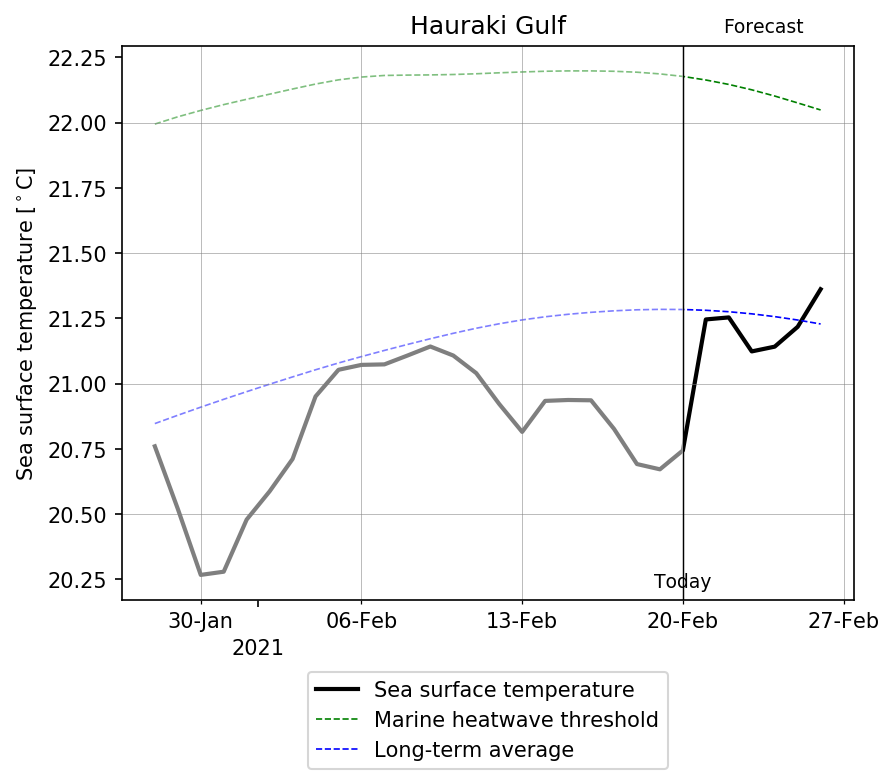 Hauraki Gulf
Forecast
Sea surface temperature [°C]
22.25
22.00
21.75
21.50
21.25
21.00
20.75
20.50
20.25
Today
30-Jan 06-Feb 13-Feb 20-Feb 27-Feb
2021
Sea surface temperature
Marine heatwave threshold
Long-term average